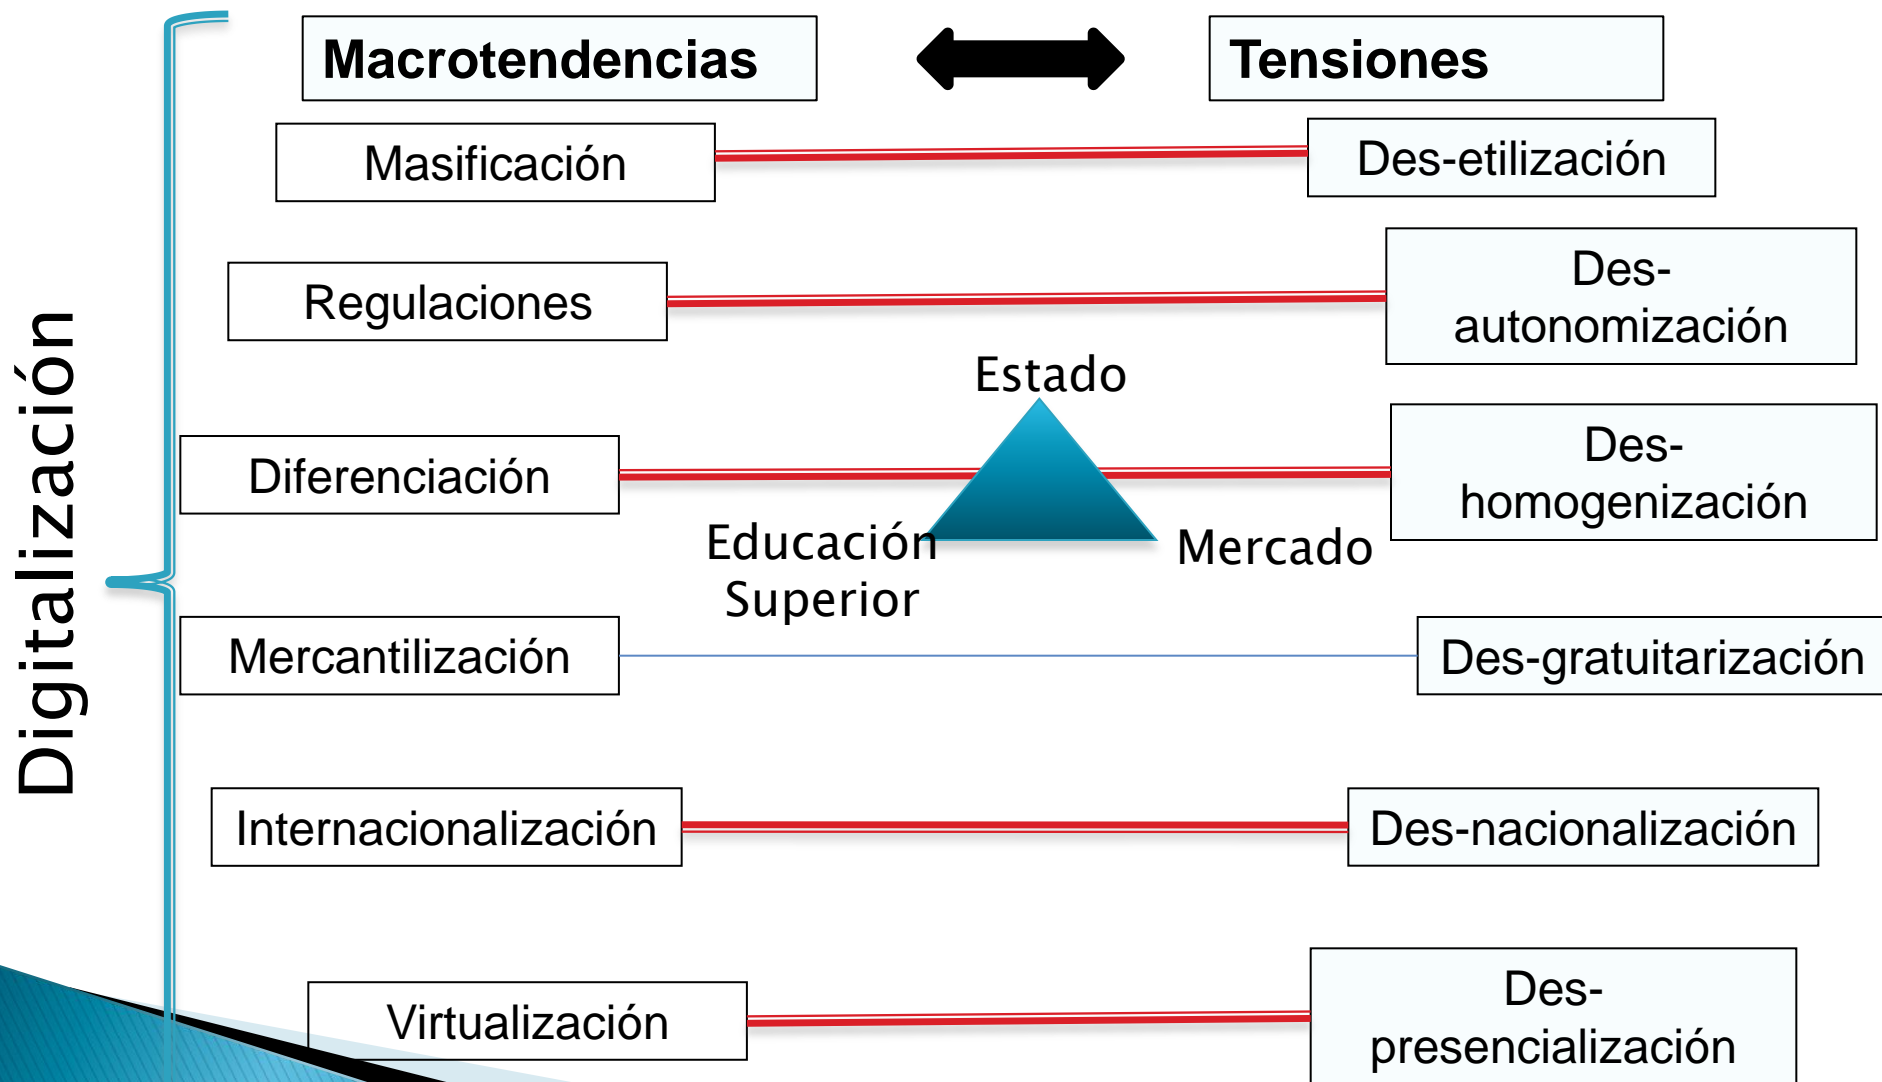 Macrotendencias
Tensiones
Masificación
Des-etilización
Regulaciones
Des-
autonomización
Digitalización
Estado
Diferenciación
Des-
homogenización
Educación
Superior
Mercado
Mercantilización
Des-gratuitarización
Internacionalización
Des-nacionalización
Virtualización
Des-
presencialización